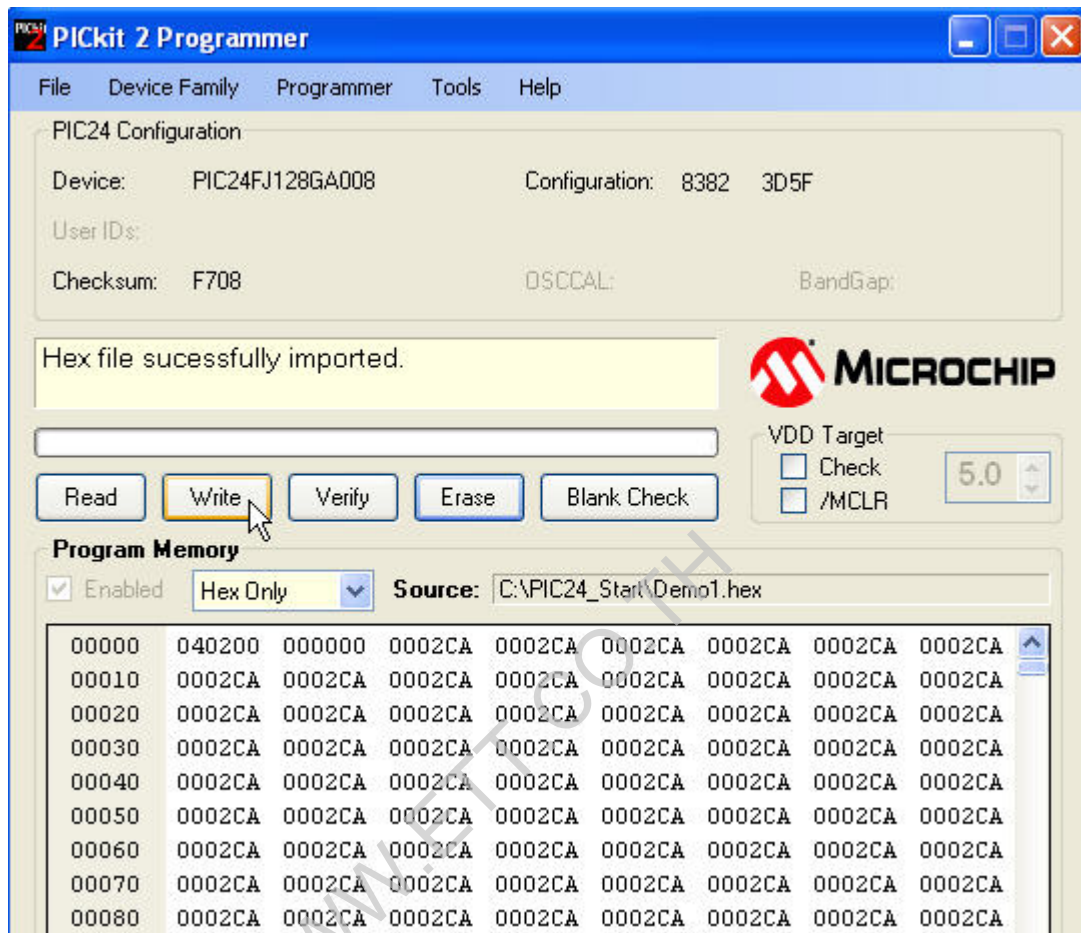 PICkit 2 Programmer
File Device Family Programmer Tools Help
PIC24 Configuration
Device: PIC24FJ128GA008 Configuration: 8382 3D5F
User IDs:
Checksum: F708 OSCCAL: BandGap:
Hex file sucessfully imported.
MICROCHIP
VDD Target
Check
/MCLR
5.0
Read Write Verify Erase Blank Check
Program Memory
Enabled Hex Only Source: C:\PIC24_Start\Demo1.hex
00000 040200 000000 0002CA 0002CA 0002CA 0002CA 0002CA 0002CA
00010 0002CA 0002CA 0002CA 0002CA 0002CA 0002CA 0002CA 0002CA
00020 0002CA 0002CA 0002CA 0002CA 0002CA 0002CA 0002CA 0002CA
00030 0002CA 0002CA 0002CA 0002CA 0002CA 0002CA 0002CA 0002CA
00040 0002CA 0002CA 0002CA 0002CA 0002CA 0002CA 0002CA 0002CA
00050 0002CA 0002CA 0002CA 0002CA 0002CA 0002CA 0002CA 0002CA
00060 0002CA 0002CA 0002CA 0002CA 0002CA 0002CA 0002CA 0002CA
00070 0002CA 0002CA 0002CA 0002CA 0002CA 0002CA 0002CA 0002CA
00080 0002CA 0002CA 0002CA 0002CA 0002CA 0002CA 0002CA 0002CA
WW.ETT.CO.TH